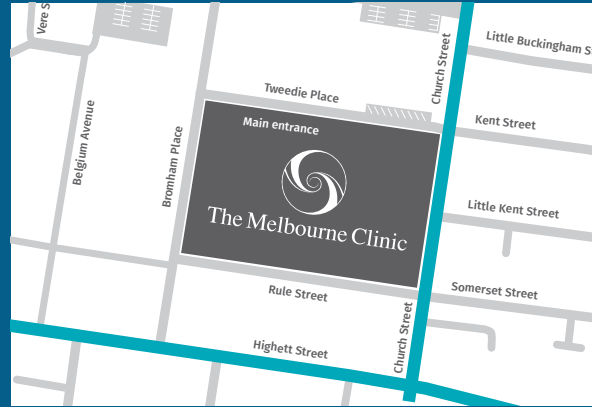 Vere S
Little Buckingham S
Church Street
Tweedie Place
Kent Street
Main entrance
Belgium Avenue
Bromham Place
The Melbourne Clinic
Little Kent Street
Rule Street
Somerset Street
Church Street
Highett Street